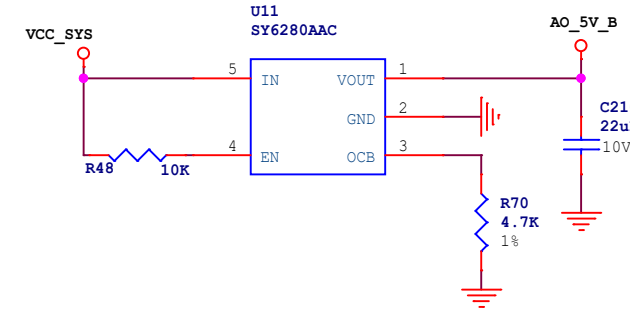 U11
SY6280AAC
VCC_SYS
AO_5V_B
5
IN
VOUT
1
GND
2
4
EN
OCB
3
R48
10K
C21
22u
10V
R70
4.7K
1%